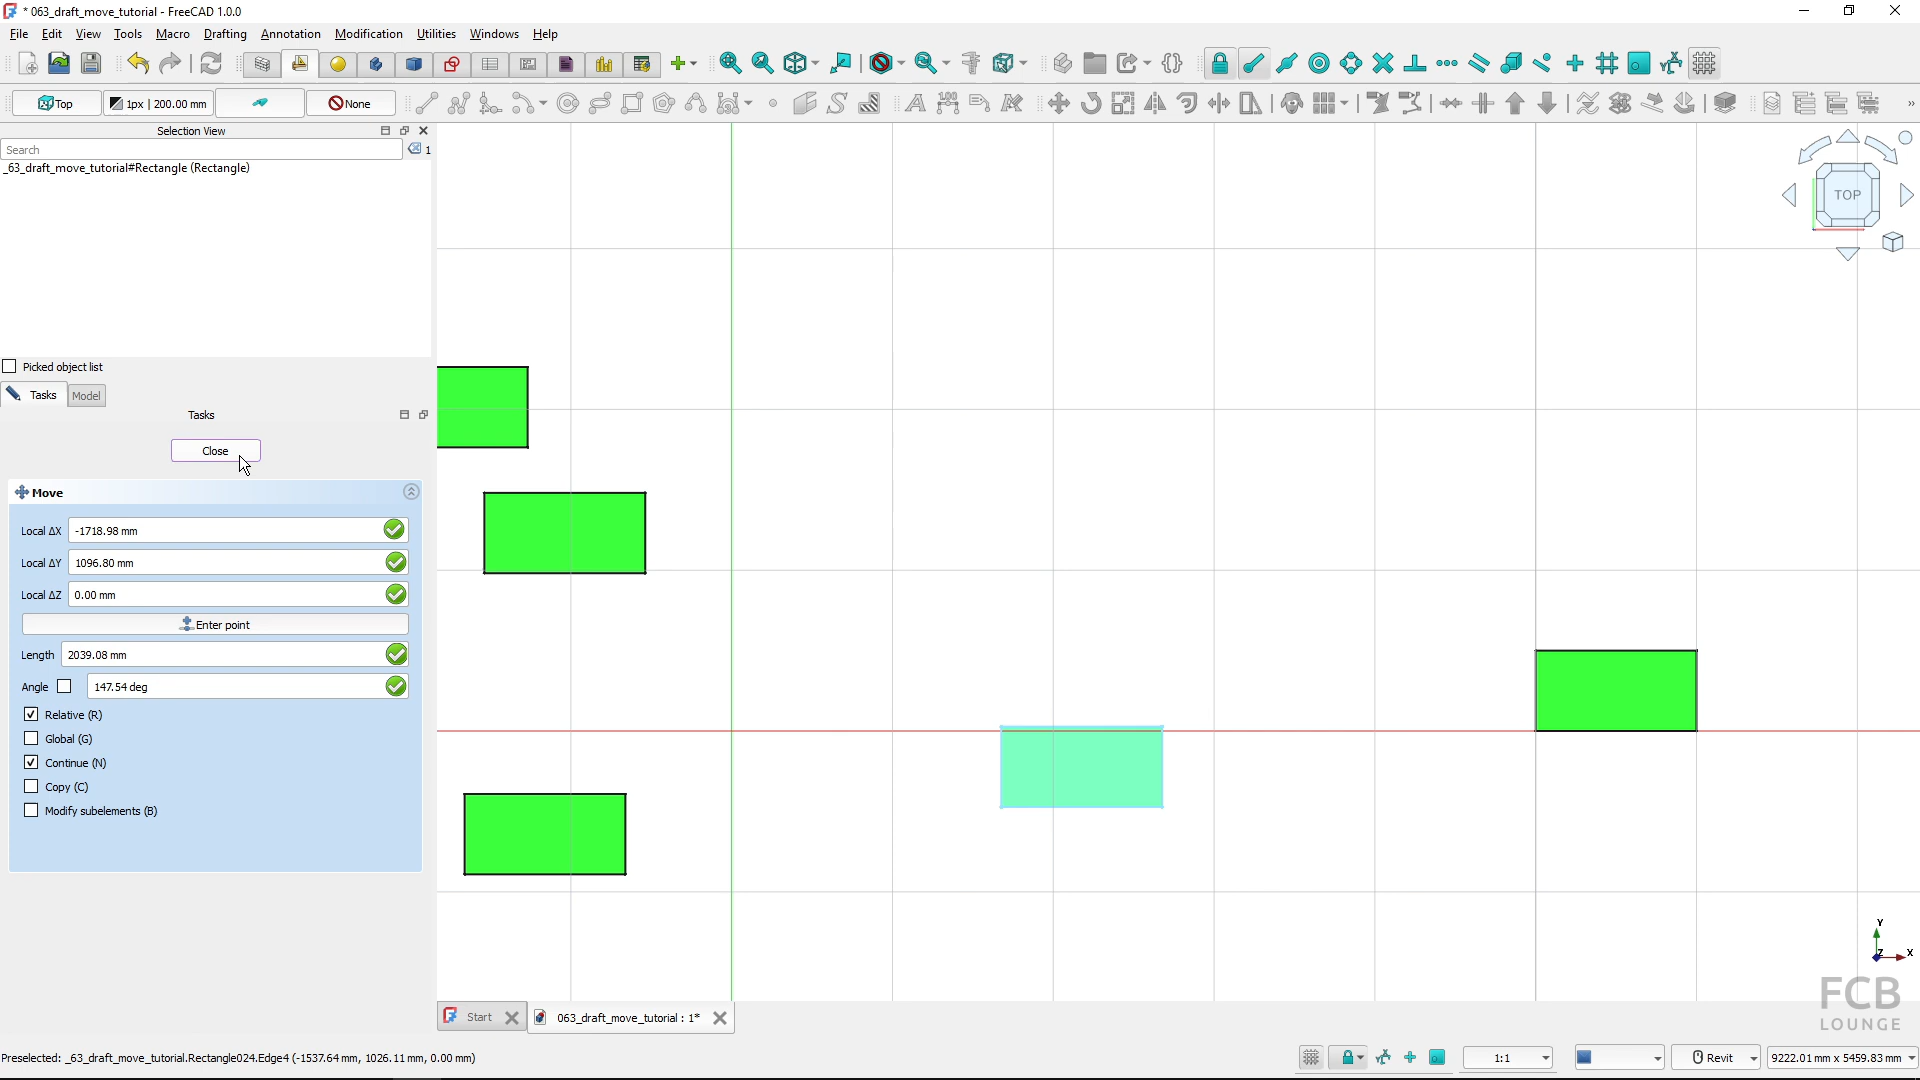 * 063_draft_move_tutorial - FreeCAD 1.0.0
File Edit View Tools Macro Drafting Annotation Modification Utilities Windows Help
Top 1px | 200.00 mm None
Selection View
Search 1
_63_draft_move_tutorial#Rectangle (Rectangle)
TOP
Picked object list
Tasks Model
Tasks
Close
Move
Local ΔX -1718.98 mm
Local ΔY 1096.80 mm
Local ΔZ 0.00 mm
Enter point
Length 2039.08 mm
Angle 147.54 deg
Relative (R)
Global (G)
Continue (N)
Copy (C)
Modify subelements (B)
Y
Z X
FCB
LOUNGE
Start 063_draft_move_tutorial : 1*
Preselected: _63_draft_move_tutorial.Rectangle024.Edge4 (-1537.64 mm, 1026.11 mm, 0.00 mm) 1:1 Revit 9222.01 mm x 5459.83 mm